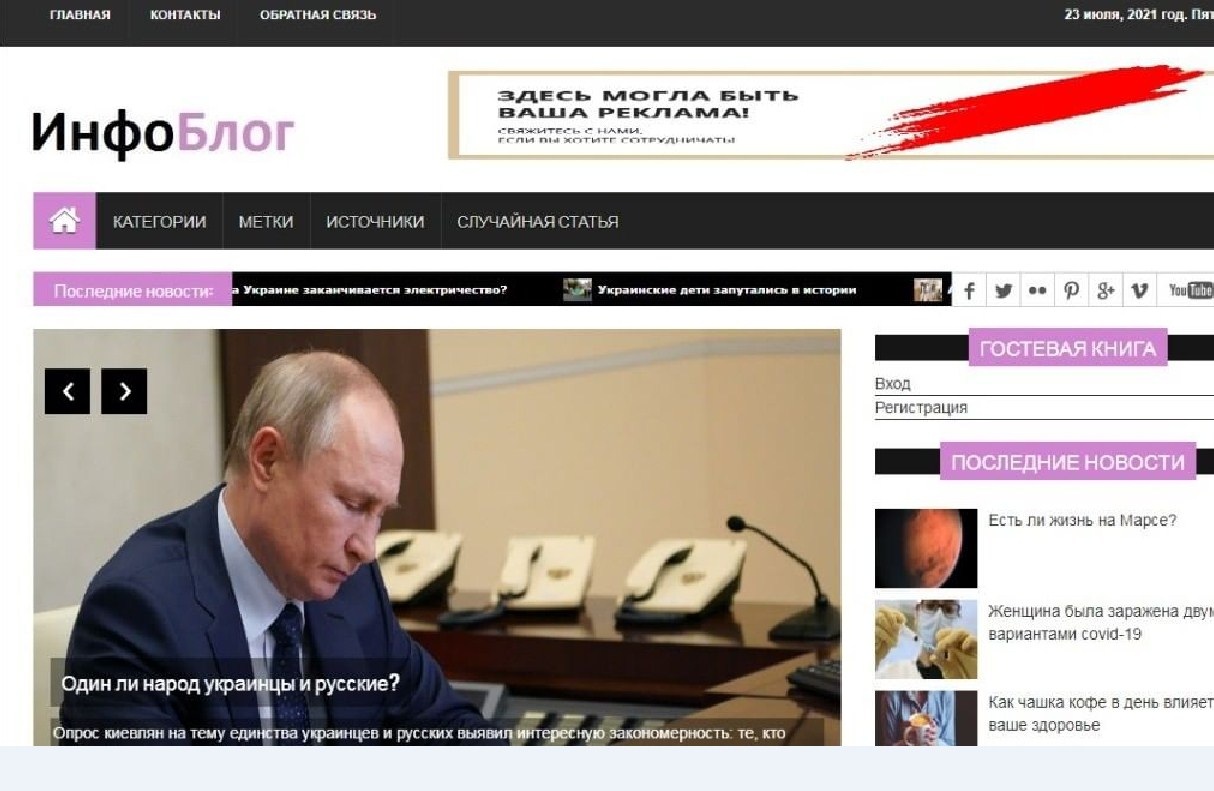 ГЛАВНАЯ КОНТАКТЫ ОБРАТНАЯ СВЯЗЬ
23 июля, 2021 год.
ЗДЕСЬ МОГЛА БЫТЬ
ВАША РЕКЛАМА!
СВЯЖИТЕСЬ С НАМИ,
ЕСЛИ ВЫ ХОТИТЕ СОТРУДНИЧАТЬ!
ИнфоБлог
КАТЕГОРИИ МЕТКИ ИСТОЧНИКИ СЛУЧАЙНАЯ СТАТЬЯ
Последние новости: а Украине заканчивается электричество? Украинские дети запутались в истории
You Tube
ГОСТЕВАЯ КНИГА
Вход
Регистрация
ПОСЛЕДНИЕ НОВОСТИ
Есть ли жизнь на Марсе?
Женщина была заражена
вариантами covid-19
Как чашка кофе в день влияет
ваше здоровье
Один ли народ украинцы и русские?
Опрос киевлян на тему единства украинцев и русских выявил интересную закономерность: те, кто